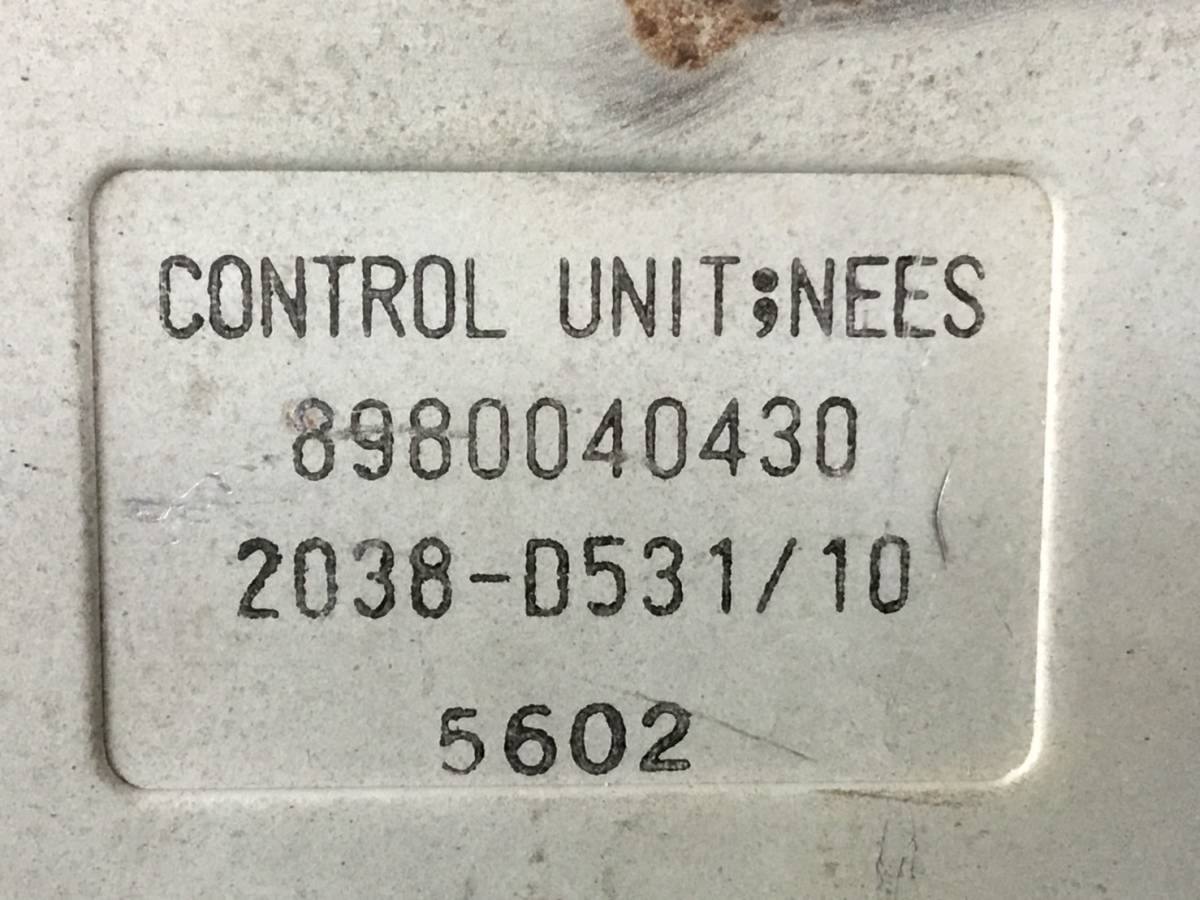 CONTROL UNIT;NEES
8980040430
2038-D531/10
5602